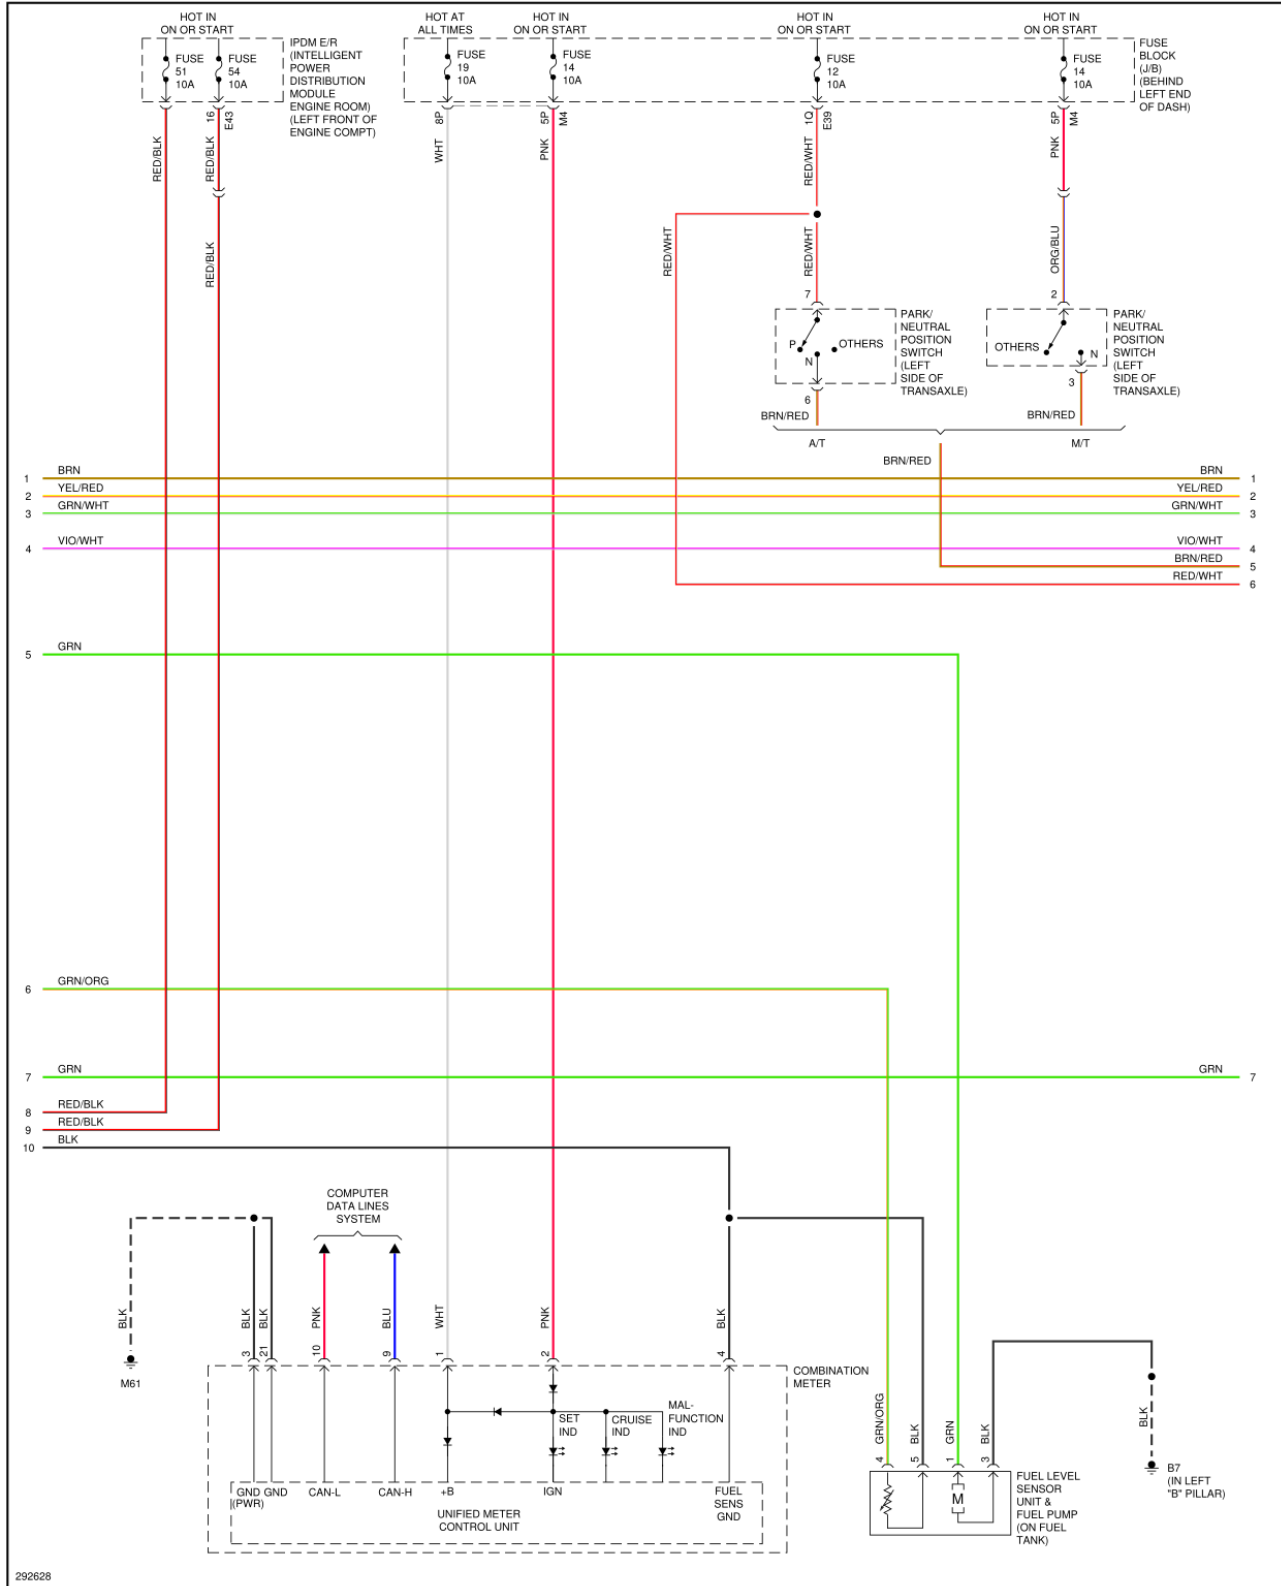 HOT IN
ON OR START
FUSE
51
10A
FUSE
54
10A
IPDM E/R
(INTELLIGENT
POWER
DISTRIBUTION
MODULE
ENGINE ROOM)
(LEFT FRONT OF
ENGINE COMPT)
HOT AT
ALL TIMES
FUSE
19
10A
HOT IN
ON OR START
FUSE
14
10A
HOT IN
ON OR START
FUSE
12
10A
HOT IN
ON OR START
FUSE
14
10A
FUSE
BLOCK
(J/B)
(BEHIND
LEFT END
OF DASH)
RED/BLK
16
E43
RED/BLK
RED/BLK
8P
WHT
5P
M4
PNK
1Q
E39
RED/WHT
RED/WHT
RED/WHT
5P
M4
PNK
ORG/BLU
7
P
N
OTHERS
PARK/
NEUTRAL
POSITION
SWITCH
(LEFT
SIDE OF
TRANSAXLE)
6
BRN/RED
A/T
2
OTHERS
N
PARK/
NEUTRAL
POSITION
SWITCH
(LEFT
SIDE OF
TRANSAXLE)
3
BRN/RED
M/T
BRN/RED
1 BRN BRN 1
2 YEL/RED YEL/RED 2
3 GRN/WHT GRN/WHT 3
4 VIO/WHT VIO/WHT 4
BRN/RED 5
RED/WHT 6
5 GRN
6 GRN/ORG
7 GRN GRN 7
8 RED/BLK
9 RED/BLK
10 BLK
COMPUTER
DATA LINES
SYSTEM
BLK
M61
BLK
3
BLK
21
PNK
10
BLU
9
WHT
1
PNK
2
BLK
4
COMBINATION
METER
SET
IND
CRUISE
IND
MAL-
FUNCTION
IND
GND
(PWR)
GND
CAN-L
CAN-H
+B
IGN
FUEL
SENS
GND
UNIFIED METER
CONTROL UNIT
GRN/ORG
4
BLK
5
GRN
1
BLK
3
M
FUEL LEVEL
SENSOR
UNIT &
FUEL PUMP
(ON FUEL
TANK)
BLK
B7
(IN LEFT
"B" PILLAR)
292628